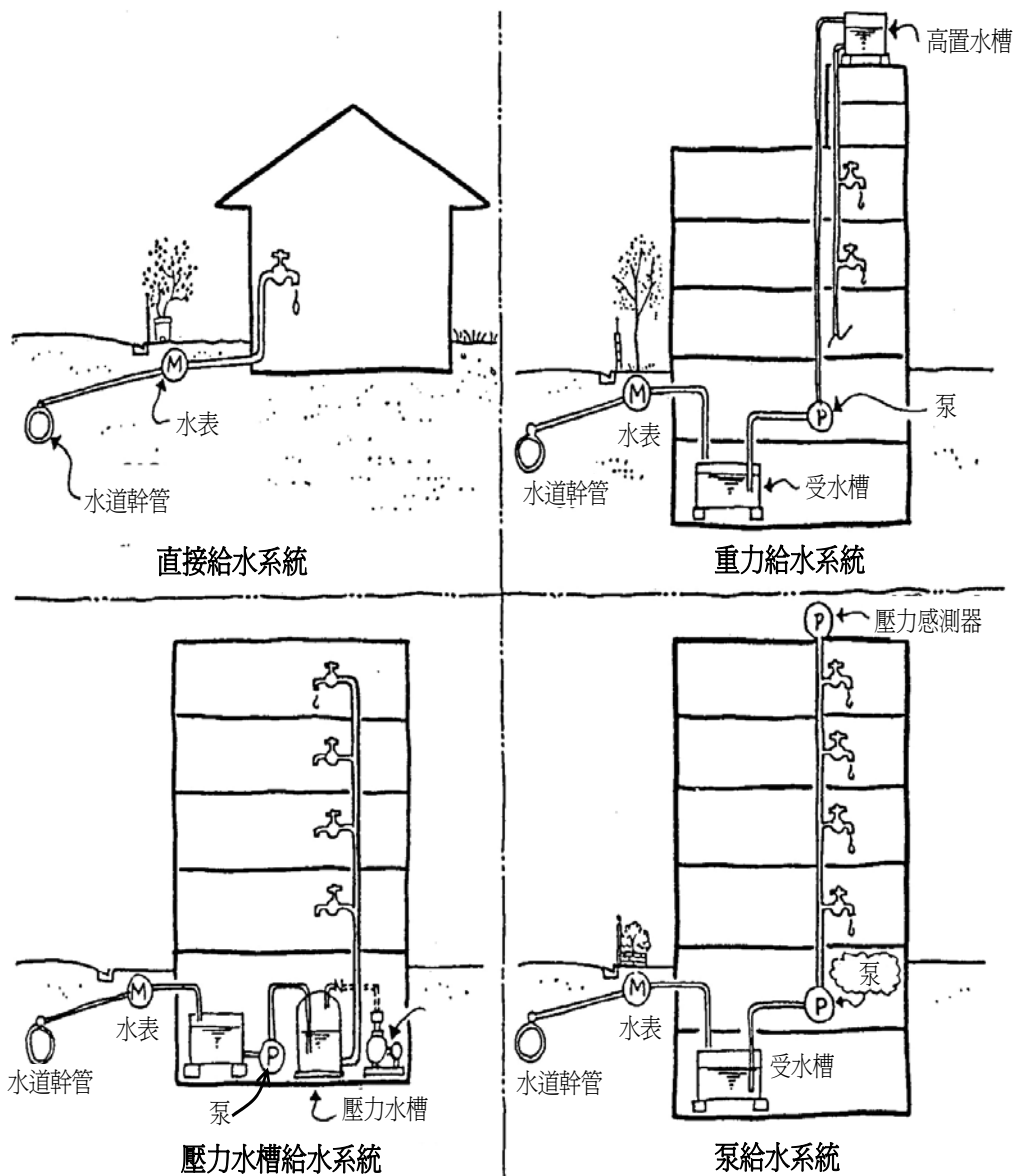 M
水表
水道幹管
直接給水系統
高置水槽
M
水表
P
泵
受水槽
水道幹管
重力給水系統
M
水表
P
水道幹管
泵
壓力水槽
壓力水槽給水系統
P
壓力感測器
泵
M
P
水表
受水槽
水道幹管
泵給水系統